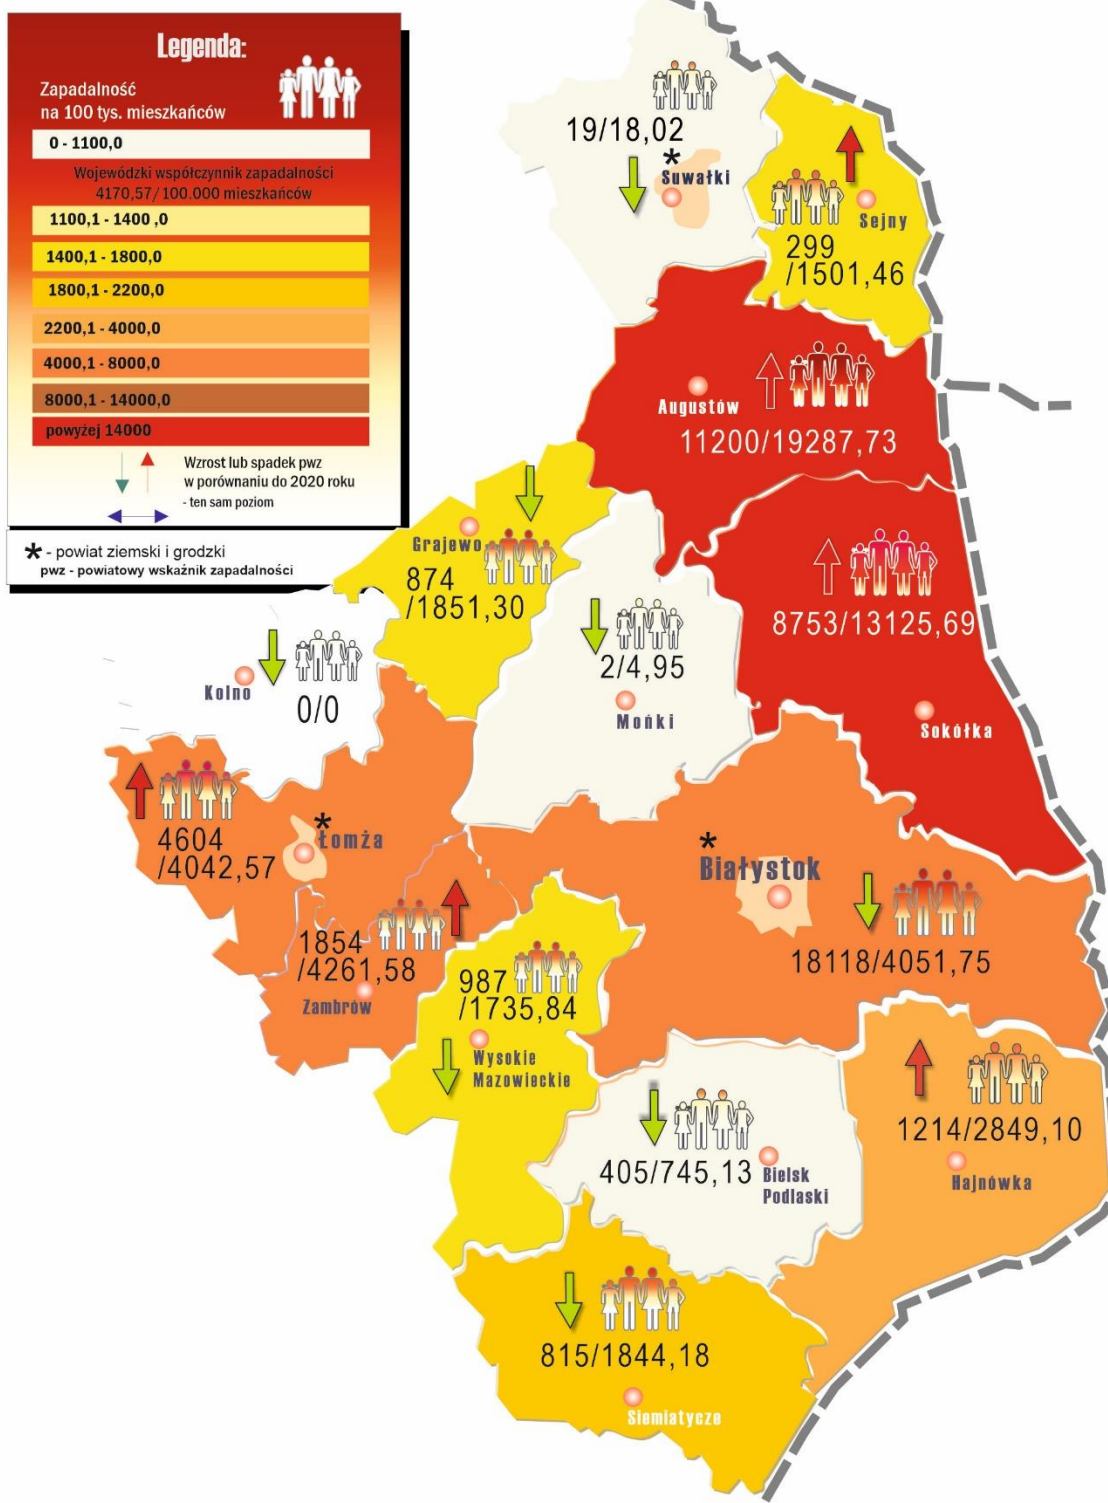 Legenda:
Zapadalność
na 100 tys. mieszkańców
0 - 1100,0
Wojewódzki współczynnik zapadalności
4170,57/ 100.000 mieszkańców
1100,1 - 1400 ,0
1400,1 - 1800,0
1800,1 - 2200,0
2200,1 - 4000,0
4000,1 - 8000,0
8000,1 - 14000,0
powyżej 14000
Wzrost lub spadek pwz
w porównaniu do 2020 roku
- ten sam poziom
* - powiat ziemski i grodzki
pwz - powiatowy wskaźnik zapadalności
19/18,02
*
Suwałki
Sejny
299
/1501,46
Augustów
11200/19287,73
Grajewo
874
/1851,30
8753/13125,69
Sokółka
2/4,95
Mońki
Kolno
0/0
4604
/4042,57
*
Łomża
*
Białystok
18118/4051,75
1854
/4261,58
Zambrów
987
/1735,84
Wysokie
Mazowieckie
1214/2849,10
Hajnówka
405/745,13
Bielsk
Podlaski
815/1844,18
Siemiatycze